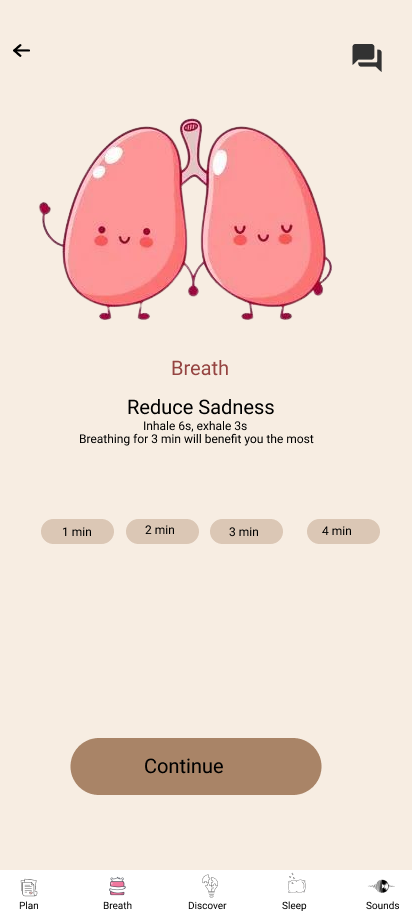 Breath
Reduce Sadness
Inhale 6s, exhale 3s
Breathing for 3 min will benefit you the most
1 min
2 min
3 min
4 min
Continue
Plan
Breath
Discover
Sleep
Sounds